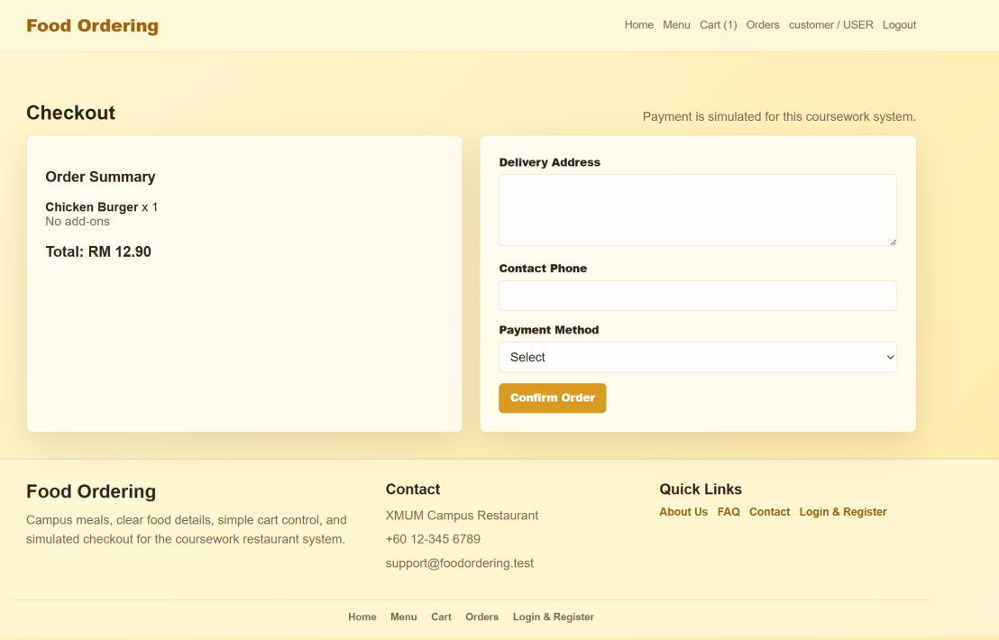 Food Ordering
Home Menu Cart (1) Orders customer / USER Logout
Checkout
Payment is simulated for this coursework system.
Order Summary
Chicken Burger x 1
No add-ons
Total: RM 12.90
Delivery Address
Contact Phone
Payment Method
Select
Confirm Order
Food Ordering
Campus meals, clear food details, simple cart control, and
simulated checkout for the coursework restaurant system.
Contact
XMUM Campus Restaurant
+60 12-345 6789
support@foodordering.test
Quick Links
About Us FAQ Contact Login & Register
Home Menu Cart Orders Login & Register